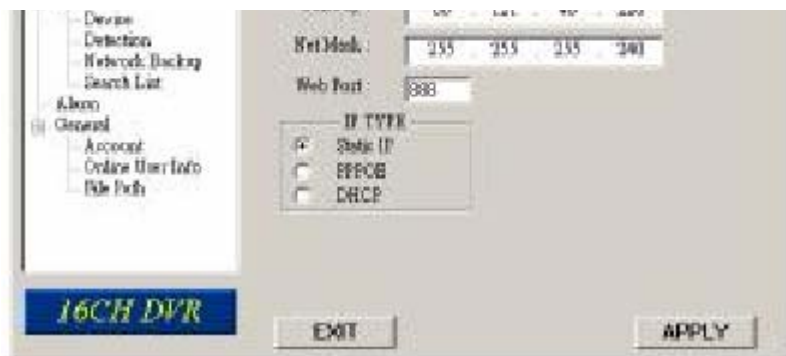 Device
Detection
Network Backup
Search List
Alarm
General
Account
Online User Info
File Path
Net Mask :
255 . 255 . 255 . 240
Web Port
888
IP TYPE
Static IP
PPPOE
DHCP
16CH DVR
EXIT
APPLY